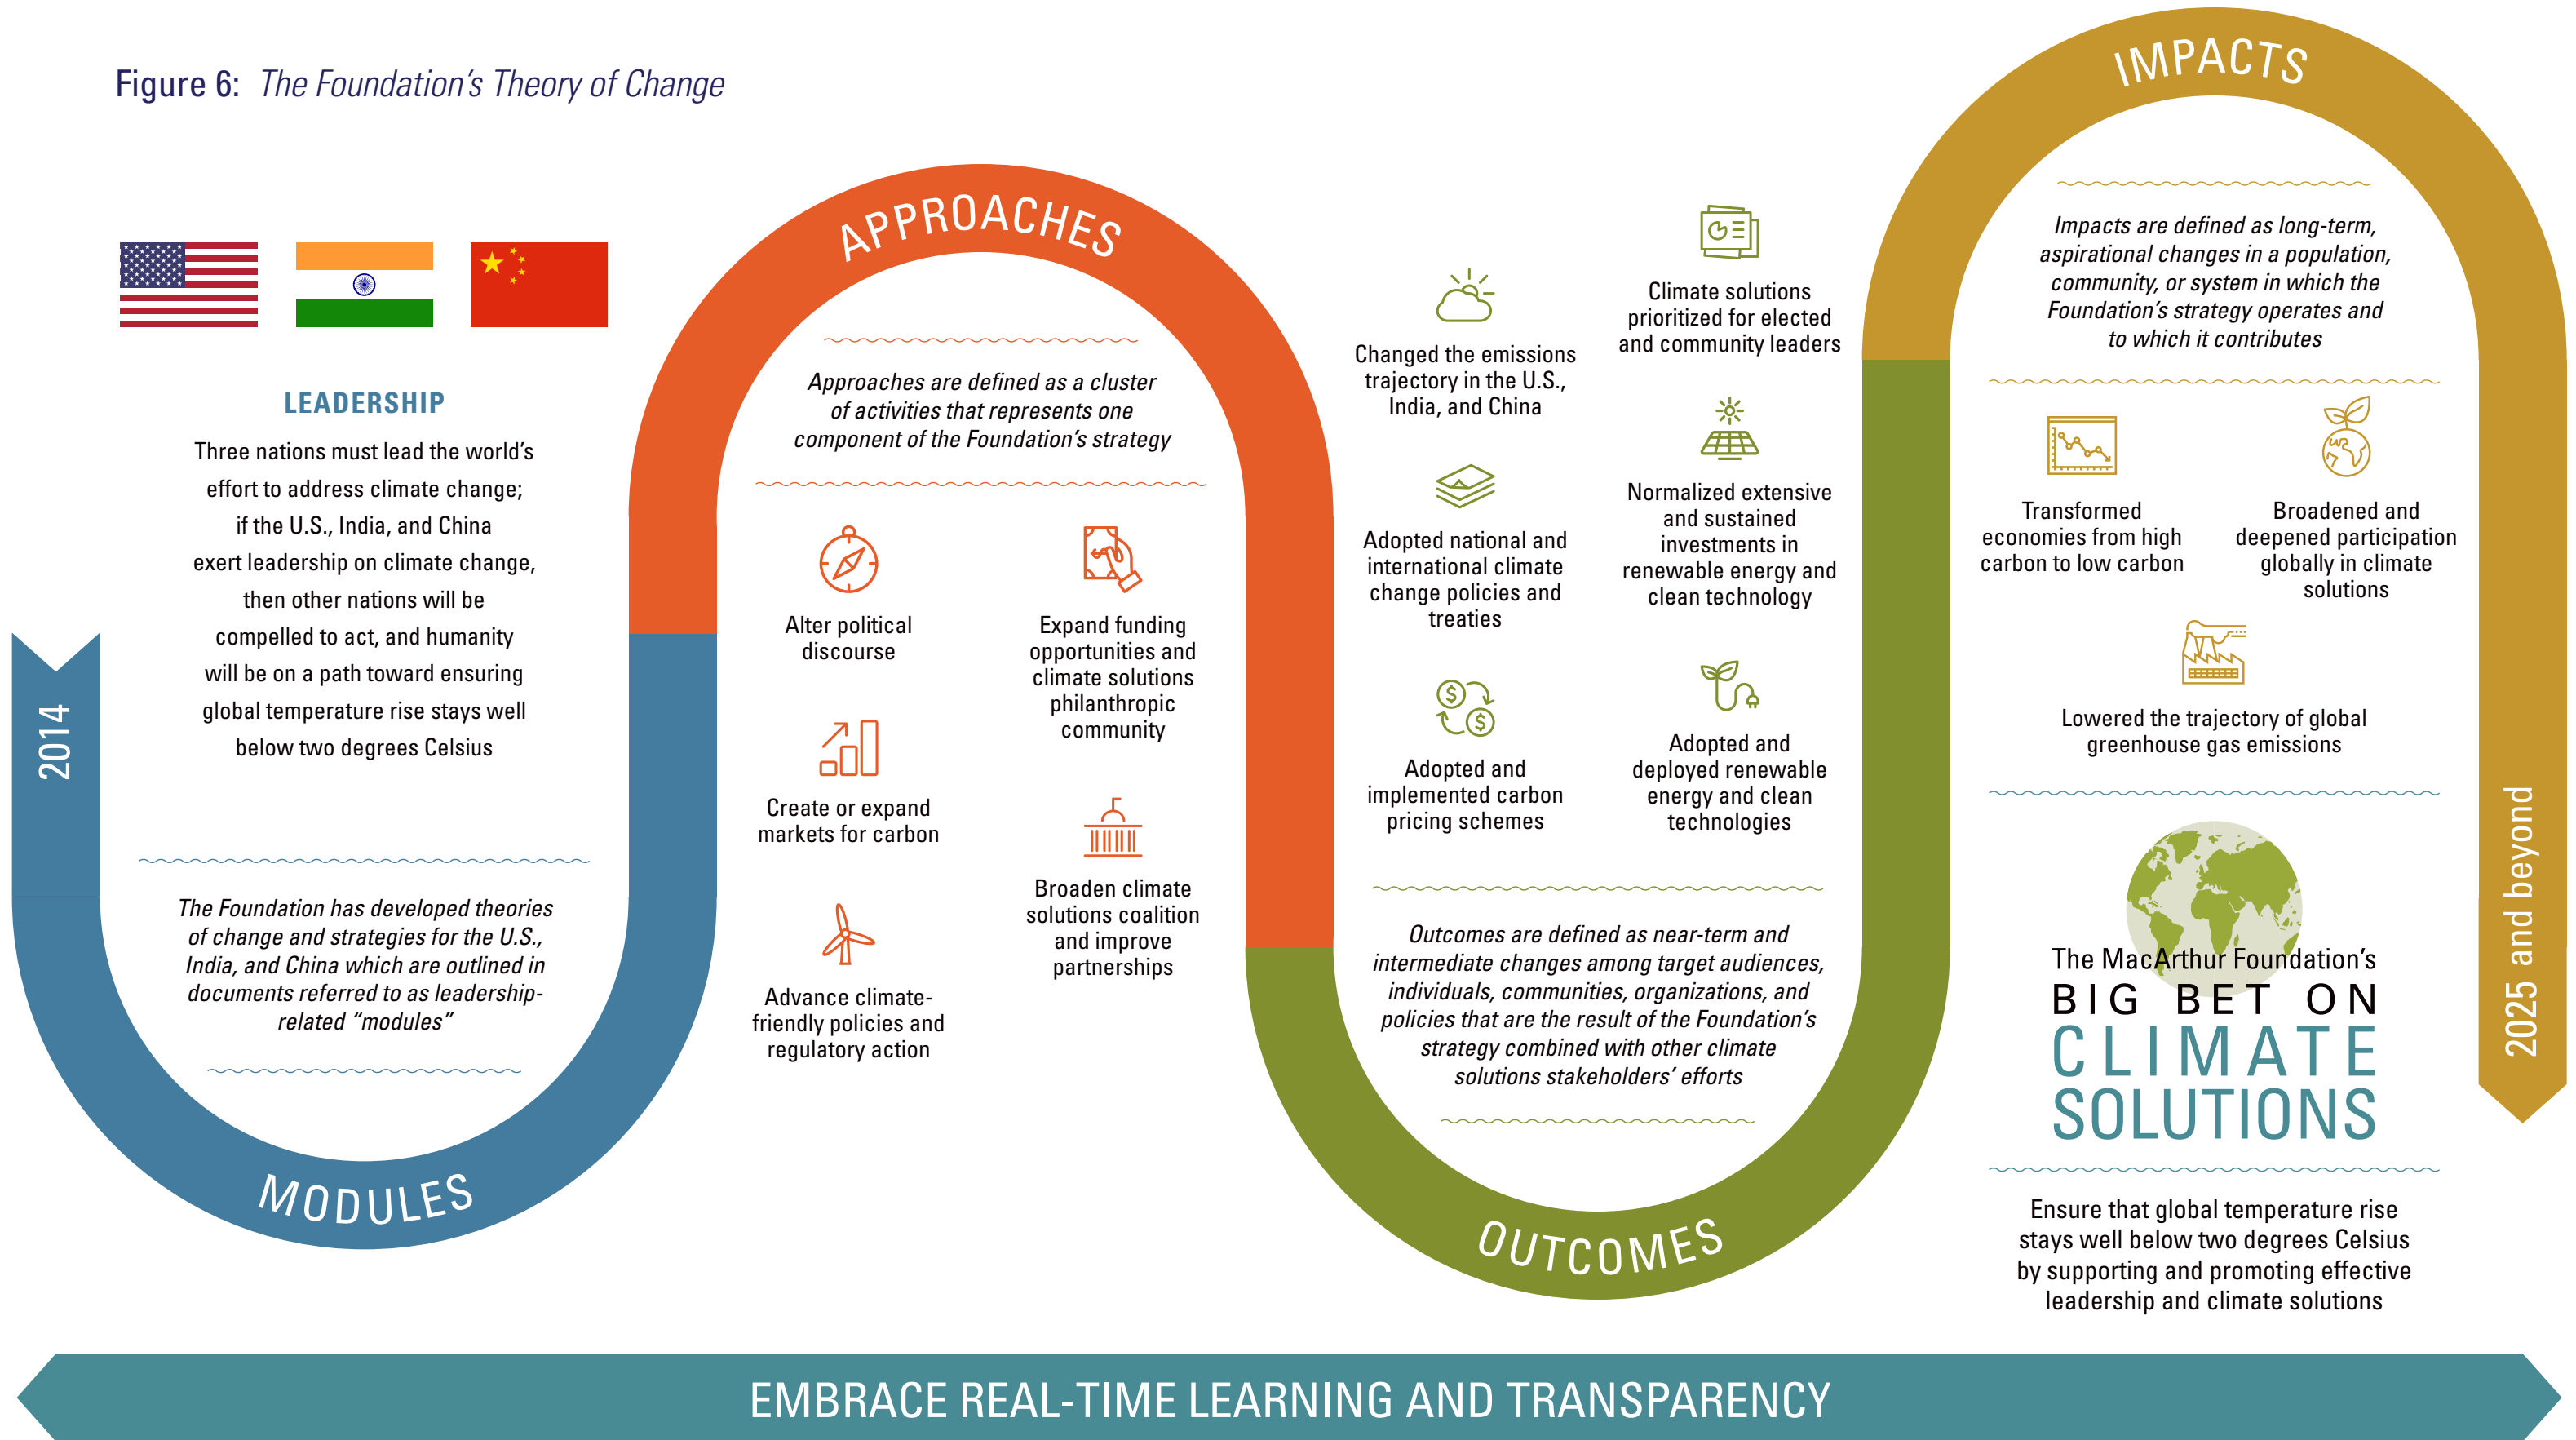 Figure 6: The Foundation's Theory of Change
2014
LEADERSHIP
Three nations must lead the world's
effort to address climate change;
if the U.S., India, and China
exert leadership on climate change,
then other nations will be
compelled to act, and humanity
will be on a path toward ensuring
global temperature rise stays well
below two degrees Celsius
The Foundation has developed theories
of change and strategies for the U.S.,
India, and China which are outlined in
documents referred to as leadership-
related “modules”
MODULES
APPROACHES
Approaches are defined as a cluster
of activities that represents one
component of the Foundation's strategy
Alter political
discourse
Create or expand
markets for carbon
Advance climate-
friendly policies and
regulatory action
Expand funding
opportunities and
climate solutions
philanthropic
community
Broaden climate
solutions coalition
and improve
partnerships
Changed the emissions
trajectory in the U.S.,
India, and China
Adopted national and
international climate
change policies and
treaties
Adopted and
implemented carbon
pricing schemes
Climate solutions
prioritized for elected
and community leaders
Normalized extensive
and sustained
investments in
renewable energy and
clean technology
Adopted and
deployed renewable
energy and clean
technologies
Outcomes are defined as near-term and
intermediate changes among target audiences,
individuals, communities, organizations, and
policies that are the result of the Foundation's
strategy combined with other climate
solutions stakeholders' efforts
OUTCOMES
IMPACTS
Impacts are defined as long-term,
aspirational changes in a population,
community, or system in which the
Foundation's strategy operates and
to which it contributes
Transformed
economies from high
carbon to low carbon
Broadened and
deepened participation
globally in climate
solutions
Lowered the trajectory of global
greenhouse gas emissions
The MacArthur Foundation's
BIG BET ON
CLIMATE
SOLUTIONS
Ensure that global temperature rise
stays well below two degrees Celsius
by supporting and promoting effective
leadership and climate solutions
2025 and beyond
EMBRACE REAL-TIME LEARNING AND TRANSPARENCY